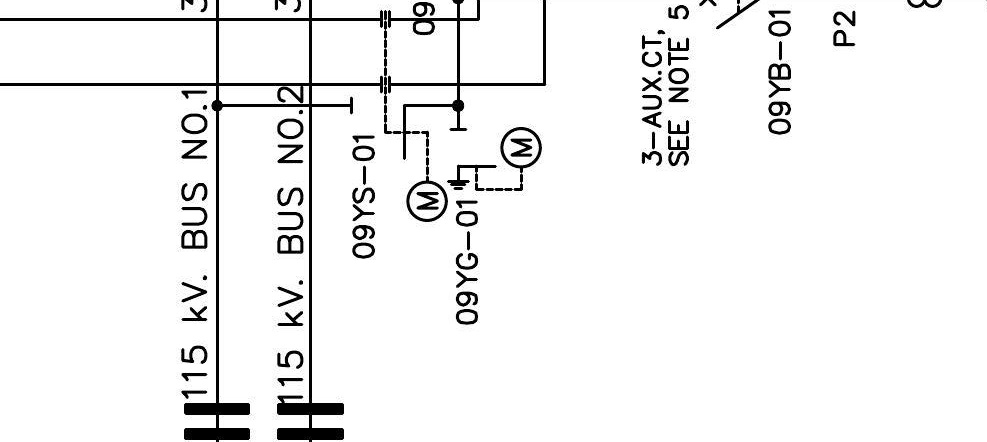 115 kV. BUS NO.1
115 kV. BUS NO.2
09YS-01
M
09
09YG-01
M
3-AUX.CT,
SEE NOTE 5
09YB-01
P2